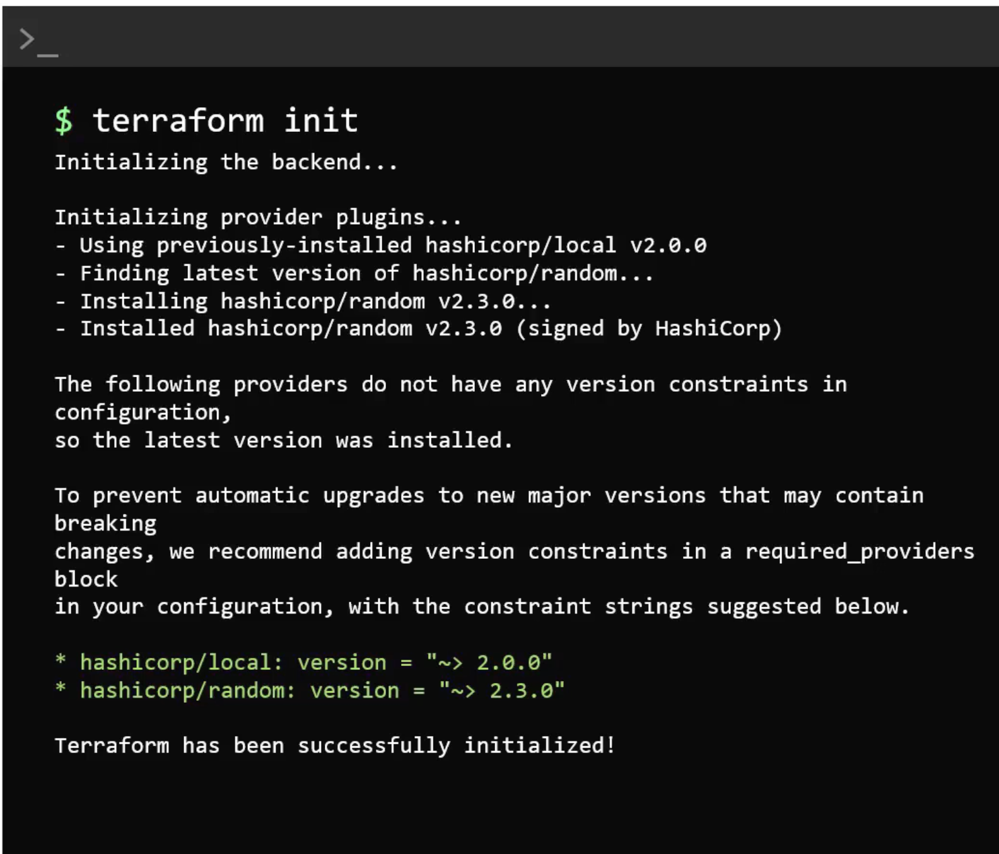 >_
$ terraform init
Initializing the backend...
Initializing provider plugins...
- Using previously-installed hashicorp/local v2.0.0
- Finding latest version of hashicorp/random...
- Installing hashicorp/random v2.3.0...
- Installed hashicorp/random v2.3.0 (signed by HashiCorp)
The following providers do not have any version constraints in
configuration,
so the latest version was installed.
To prevent automatic upgrades to new major versions that may contain
breaking
changes, we recommend adding version constraints in a required_providers
block
in your configuration, with the constraint strings suggested below.
* hashicorp/local: version = "~> 2.0.0"
* hashicorp/random: version = "~> 2.3.0"
Terraform has been successfully initialized!